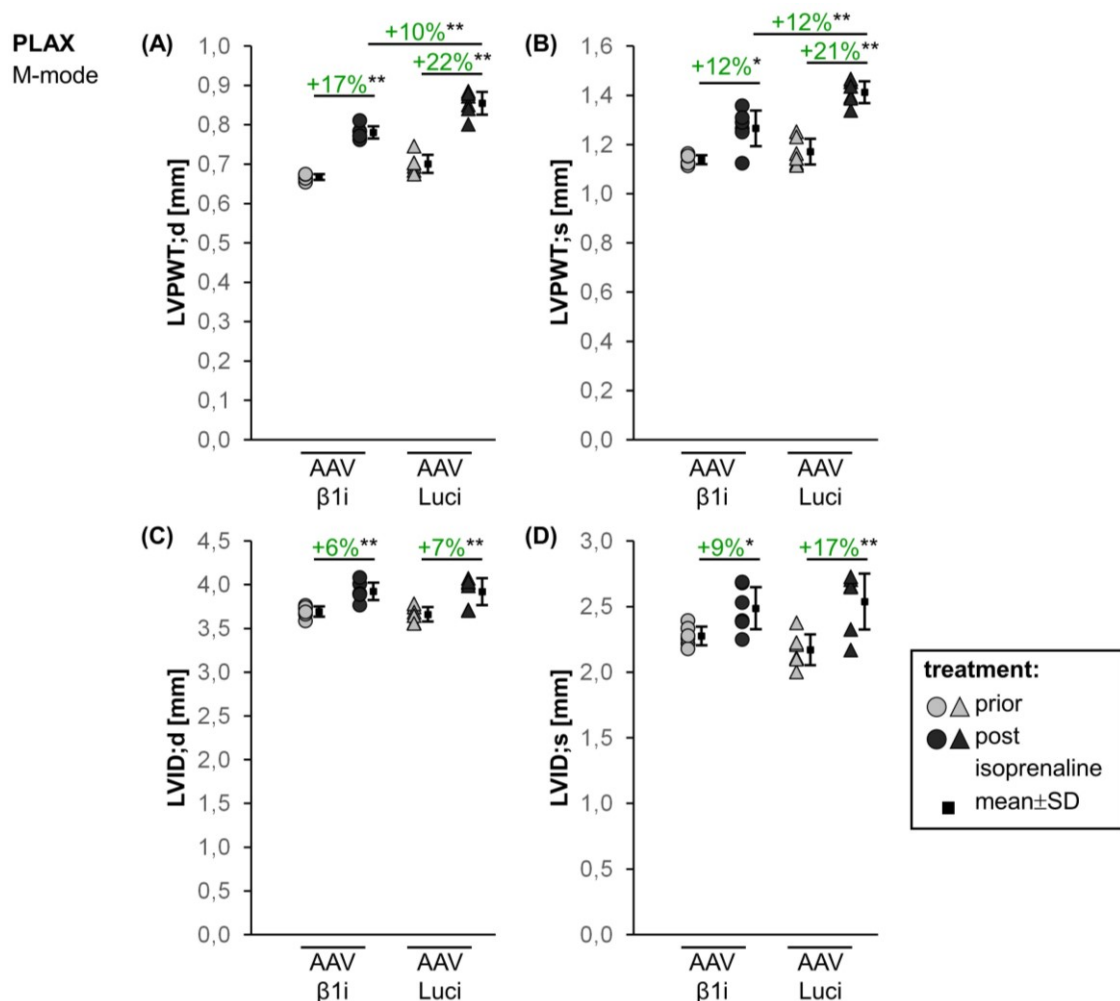 PLAX
M-mode
(A)
+10%**
+22%**
+17%**
1,0
0,9
0,8
0,7
0,6
0,5
0,4
0,3
0,2
0,1
0,0
LVPWT;d [mm]
AAV
β1i
AAV
Luci
(B)
+12%**
+21%**
+12%*
1,6
1,4
1,2
1,0
0,8
0,6
0,4
0,2
0,0
LVPWT;s [mm]
AAV
β1i
AAV
Luci
(C)
+6%**
+7%**
4,5
4,0
3,5
3,0
2,5
2,0
1,5
1,0
0,5
0,0
LVID;d [mm]
AAV
β1i
AAV
Luci
(D)
+9%*
+17%**
3,0
2,5
2,0
1,5
1,0
0,5
0,0
LVID;s [mm]
AAV
β1i
AAV
Luci
treatment:
prior
post
isoprenaline
mean±SD